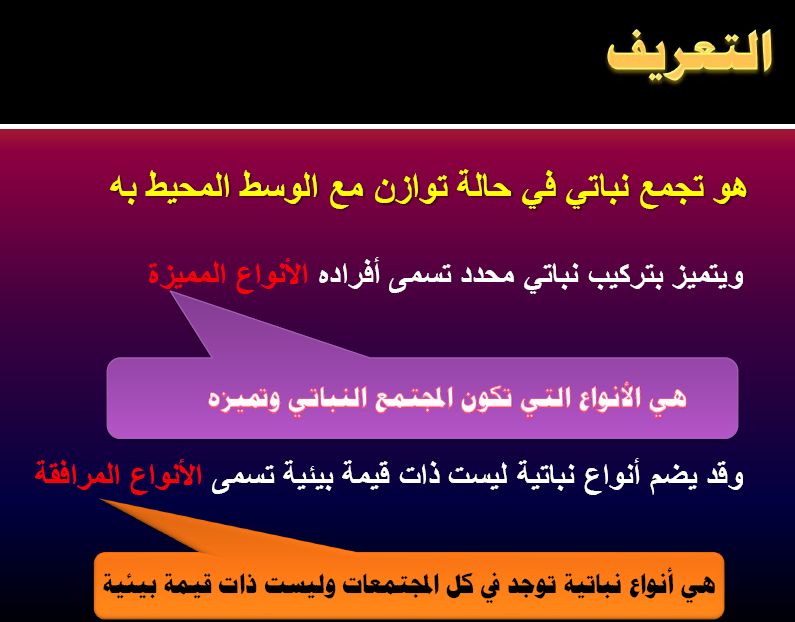 التعريف
هو تجمع نباتي في حالة توازن مع الوسط المحيط به
ويتميز بتركيب نباتي محدد تسمى أفراده الأنواع المميزة
هي الأنواع التي تكون المجتمع النباتي وتميزه
وقد يضم أنواع نباتية ليست ذات قيمة بيئية تسمى الأنواع المرافقة
هي أنواع نباتية توجد في كل المجتمعات وليست ذات قيمة بيئية